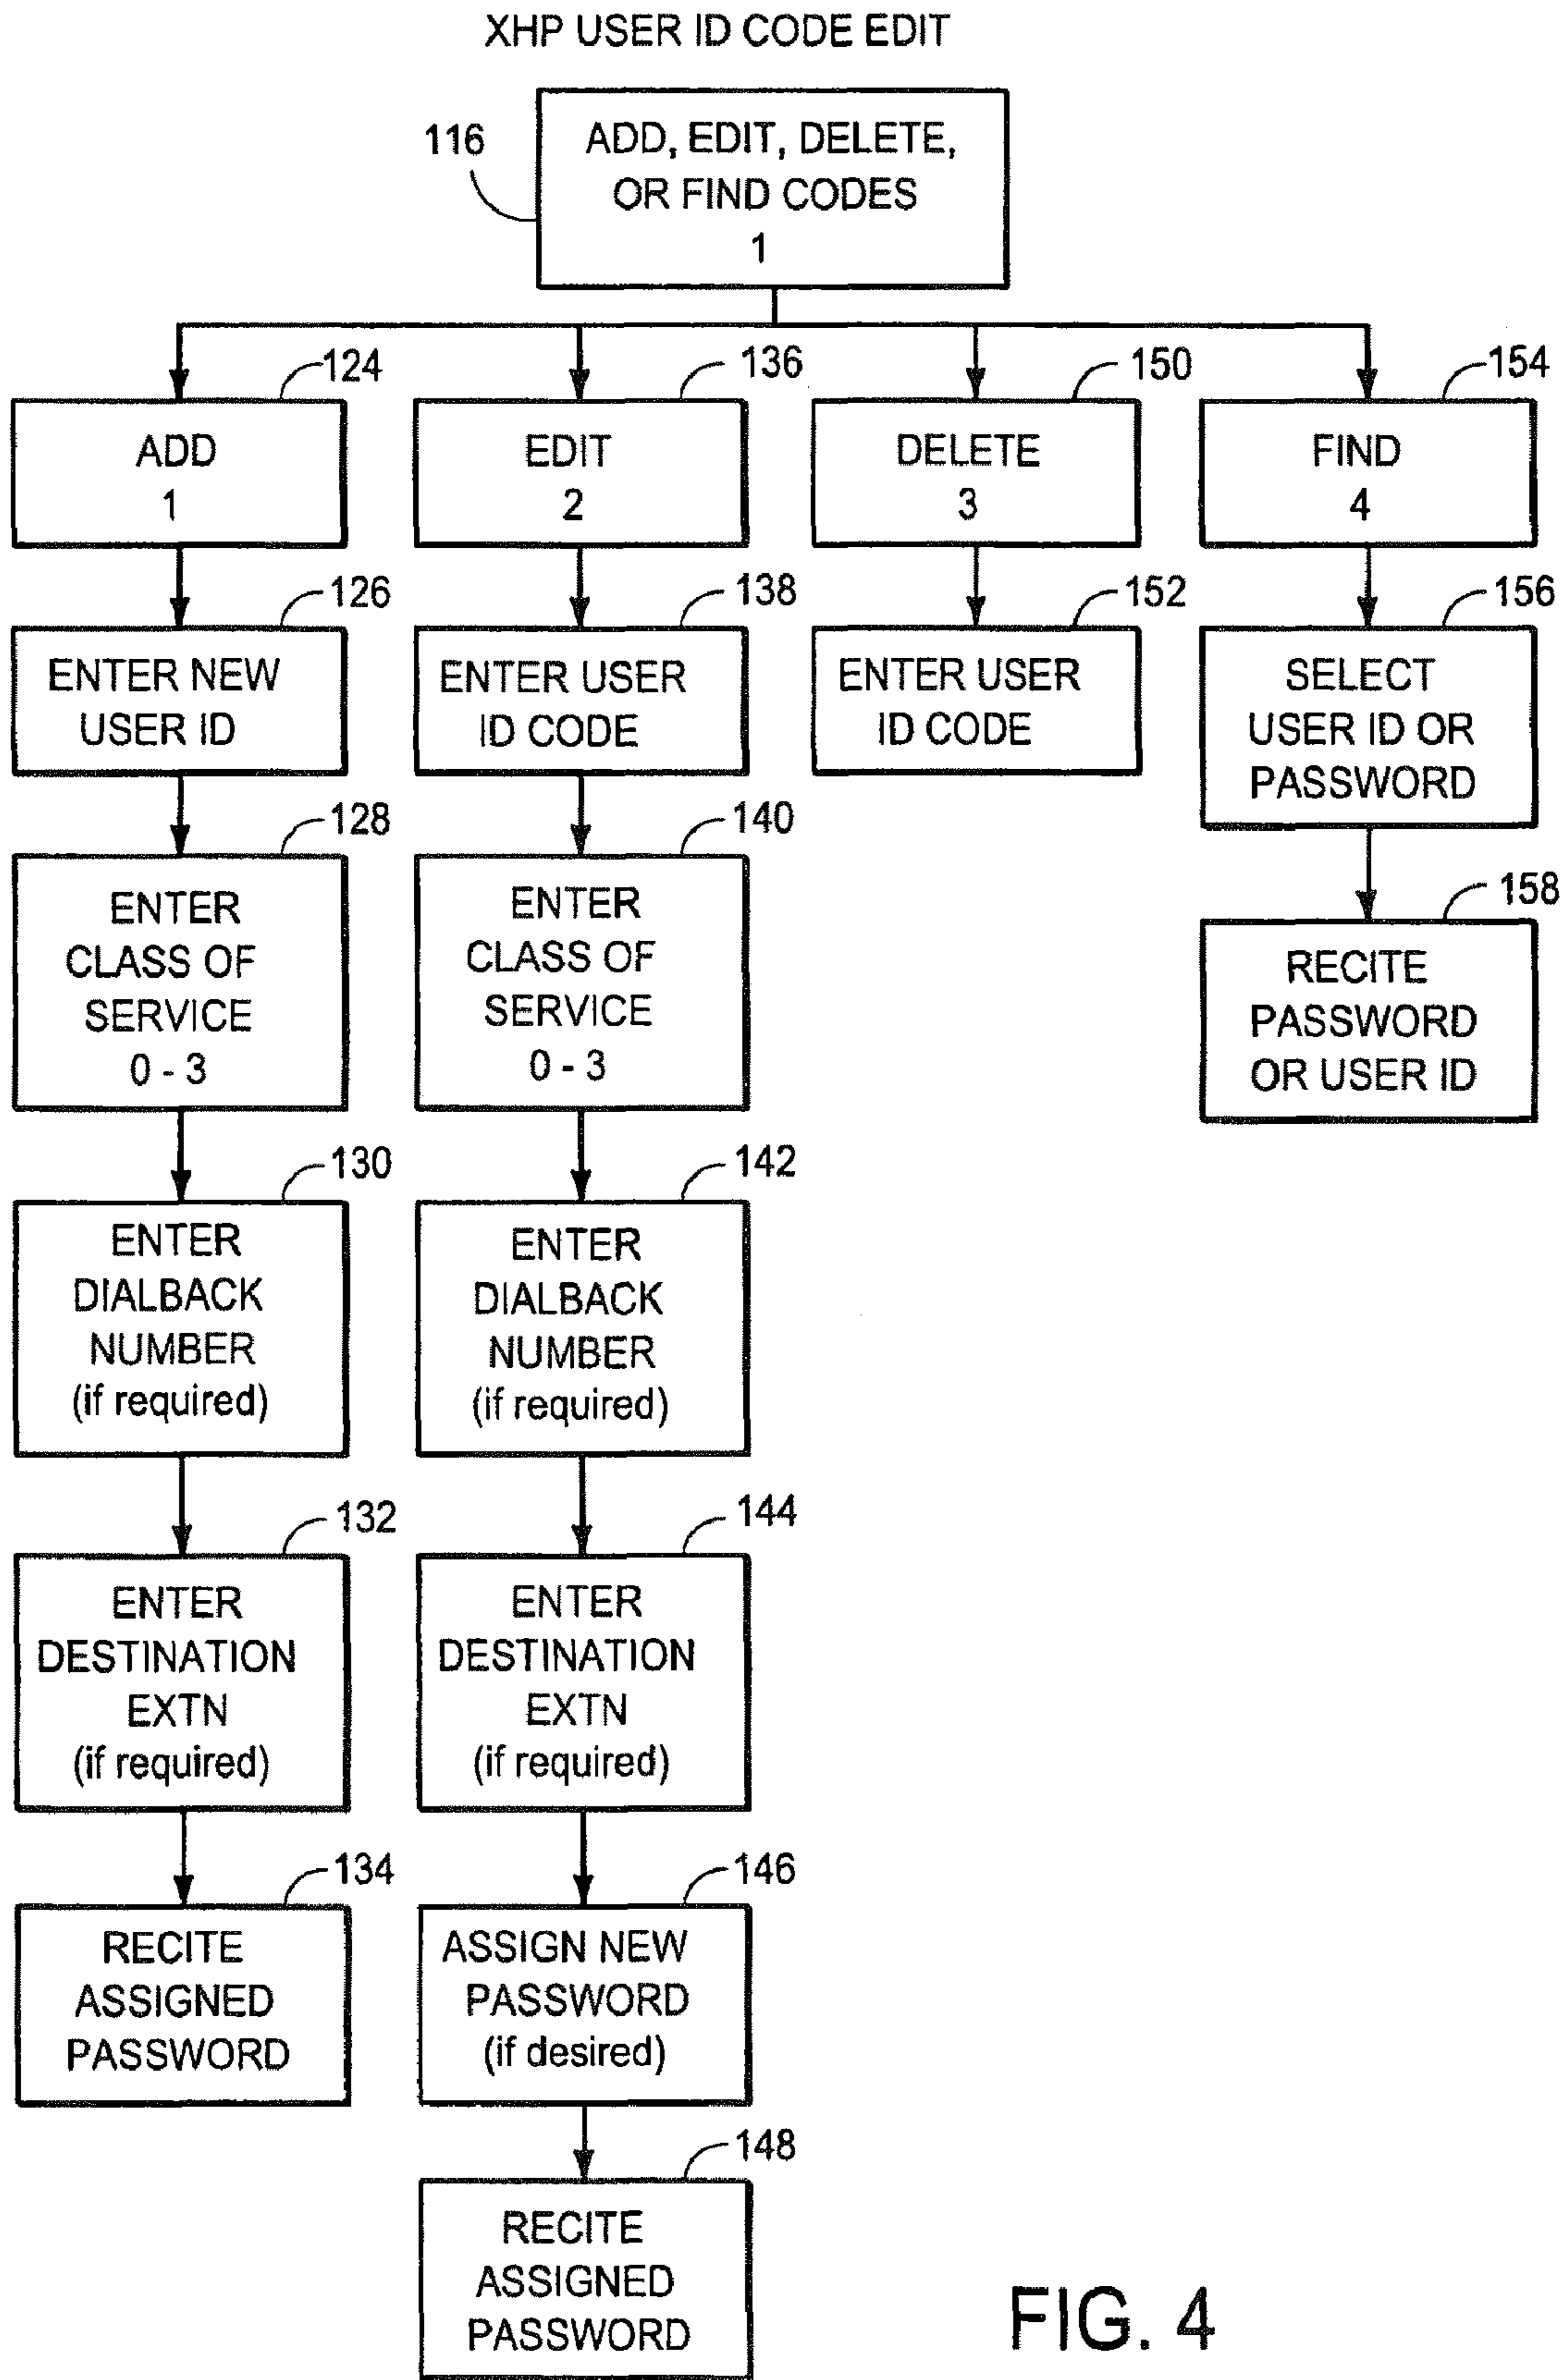 XHP USER ID CODE EDIT
116
ADD, EDIT, DELETE,
OR FIND CODES
1
124
ADD
1
126
ENTER NEW
USER ID
128
ENTER
CLASS OF
SERVICE
0 - 3
130
ENTER
DIALBACK
NUMBER
(if required)
132
ENTER
DESTINATION
EXTN
(if required)
134
RECITE
ASSIGNED
PASSWORD
136
EDIT
2
138
ENTER USER
ID CODE
140
ENTER
CLASS OF
SERVICE
0 - 3
142
ENTER
DIALBACK
NUMBER
(if required)
144
ENTER
DESTINATION
EXTN
(if required)
146
ASSIGN NEW
PASSWORD
(if desired)
148
RECITE
ASSIGNED
PASSWORD
150
DELETE
3
152
ENTER USER
ID CODE
154
FIND
4
156
SELECT
USER ID OR
PASSWORD
158
RECITE
PASSWORD
OR USER ID
FIG. 4